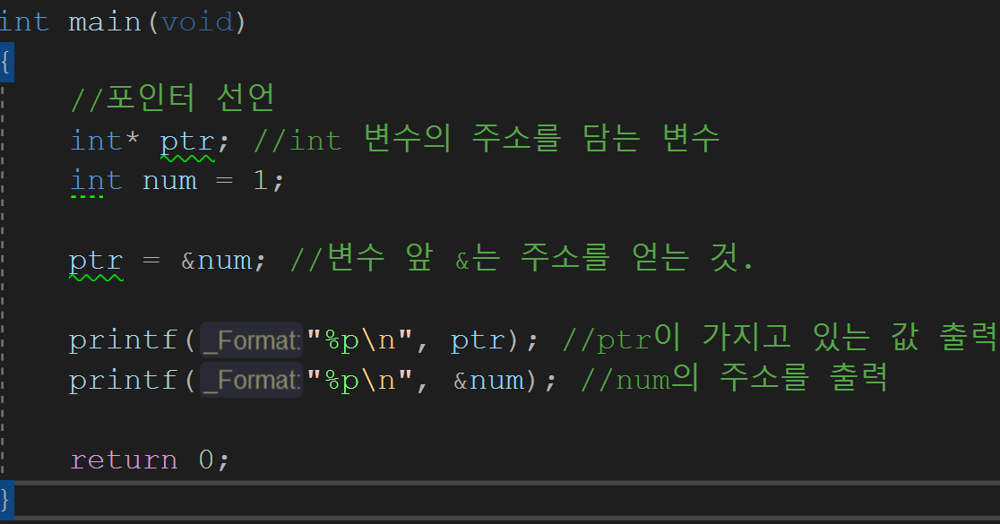 int main(void)
{
//포인터 선언
int* ptr; //int 변수의 주소를 담는 변수
int num = 1;
ptr = &num; //변수 앞 &는 주소를 얻는 것.
printf(_Format:"%p\n", ptr); //ptr이 가지고 있는 값 출력
printf(_Format:"%p\n", &num); //num의 주소를 출력
return 0;
}